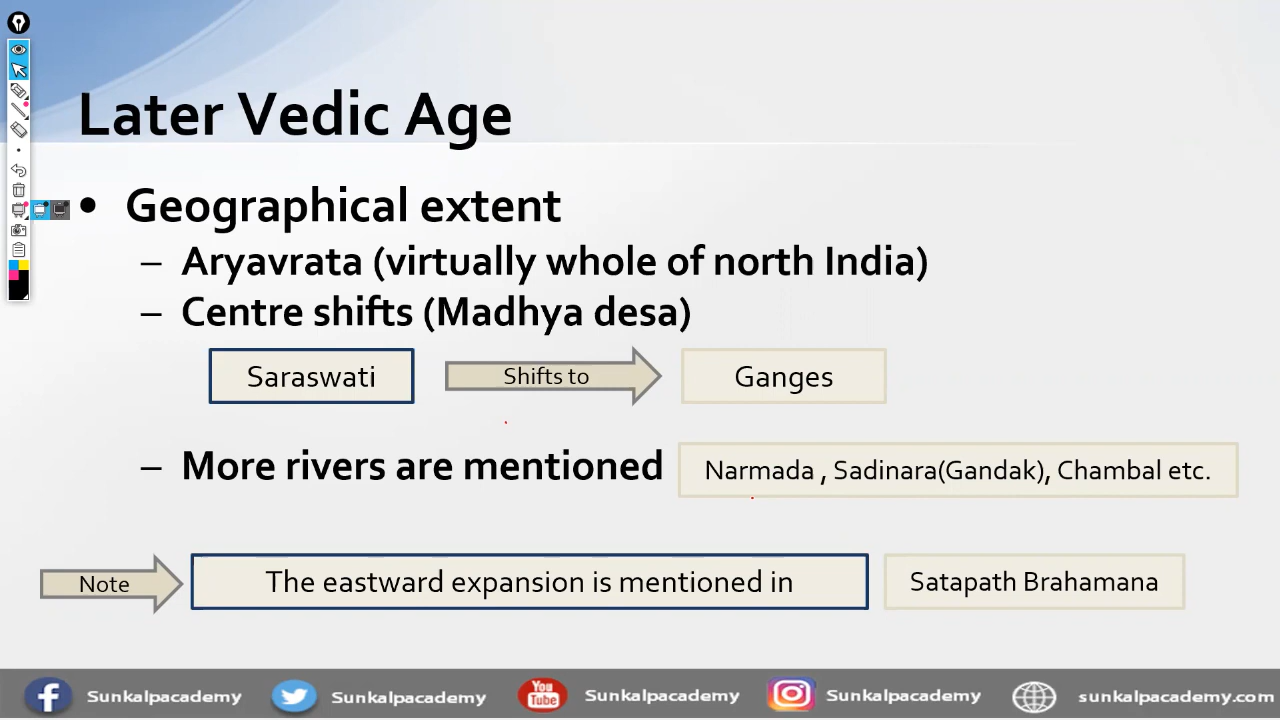 Later Vedic Age
• Geographical extent
– Aryavrata (virtually whole of north India)
– Centre shifts (Madhya desa)
Saraswati Shifts to Ganges
– More rivers are mentioned Narmada , Sadinara(Gandak), Chambal etc.
Note The eastward expansion is mentioned in Satapath Brahamana
Sunkalpacademy Sunkalpacademy You Tube Sunkalpacademy Sunkalpacademy sunkalpacademy.com